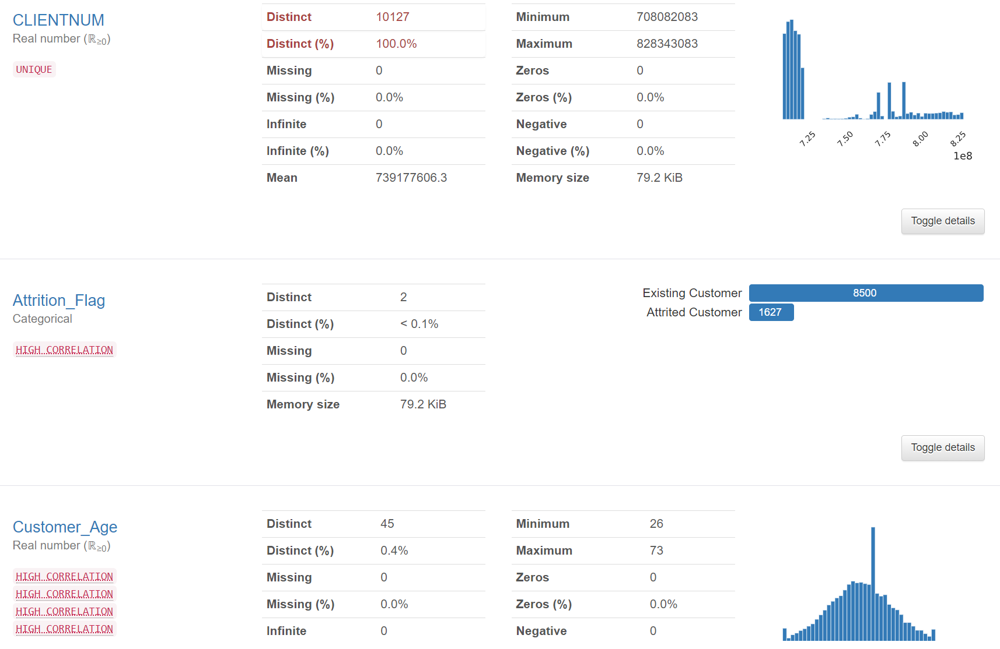 CLIENTNUM
Real number (ℝ≥0)
UNIQUE
Distinct 10127
Distinct (%) 100.0%
Missing 0
Missing (%) 0.0%
Infinite 0
Infinite (%) 0.0%
Mean 739177606.3
Minimum 708082083
Maximum 828343083
Zeros 0
Zeros (%) 0.0%
Negative 0
Negative (%) 0.0%
Memory size 79.2 KiB
7.25 7.50 7.75 8.00 8.25
1e8
Toggle details
Attrition_Flag
Categorical
HIGH CORRELATION
Distinct 2
Distinct (%) < 0.1%
Missing 0
Missing (%) 0.0%
Memory size 79.2 KiB
Existing Customer 8500
Attrited Customer 1627
Toggle details
Customer_Age
Real number (ℝ≥0)
HIGH CORRELATION
HIGH CORRELATION
HIGH CORRELATION
HIGH CORRELATION
Distinct 45
Distinct (%) 0.4%
Missing 0
Missing (%) 0.0%
Infinite 0
Minimum 26
Maximum 73
Zeros 0
Zeros (%) 0.0%
Negative 0